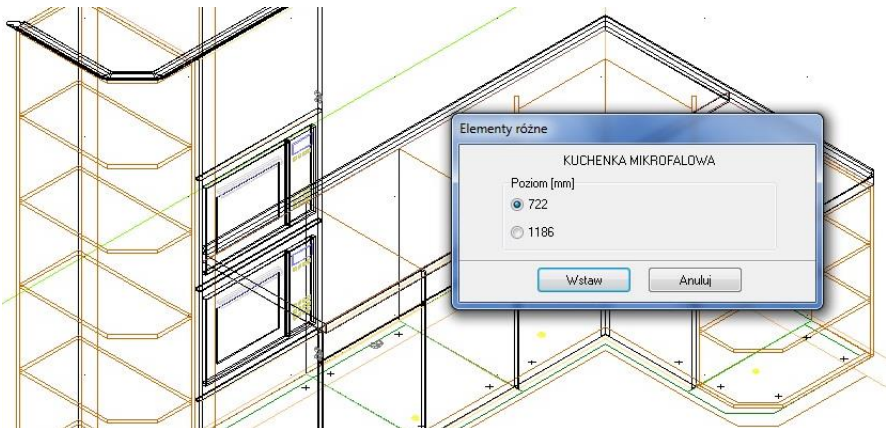 Elementy różne
KUCHENKA MIKROFALOWA
Poziom [mm]
722
1186
Wstaw
Anuluj